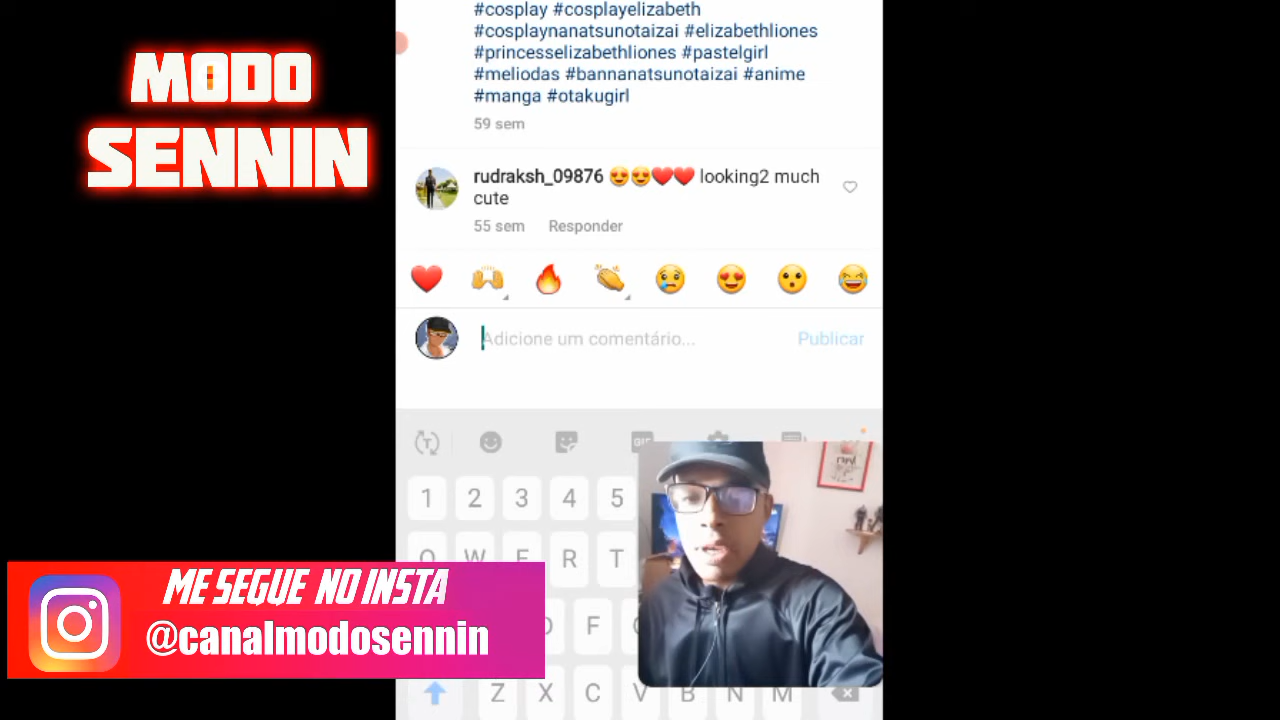 MODO
SENNIN
#cosplay #cosplayelizabeth
#cosplaynanatsunotaizai #elizabethliones
#princesselizabethliones #pastelgirl
#meliodas #bannanatsunotaizai #anime
#manga #otakugirl
59 sem
rudraksh_09876 😍😍❤️❤️ looking2 much
cute
55 sem Responder
Adicione um comentário... Publicar
GIF
1 2 3 4 5
Q W E R T
D F
Z X C V B N M
ME SEGUE NO INSTA
@canalmodosennin